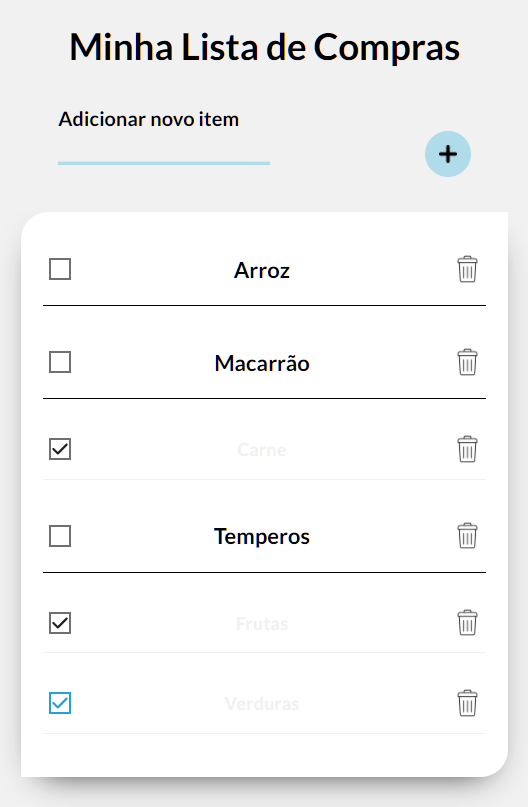 Minha Lista de Compras
Adicionar novo item
Arroz
Macarrão
Carne
Temperos
Frutas
Verduras